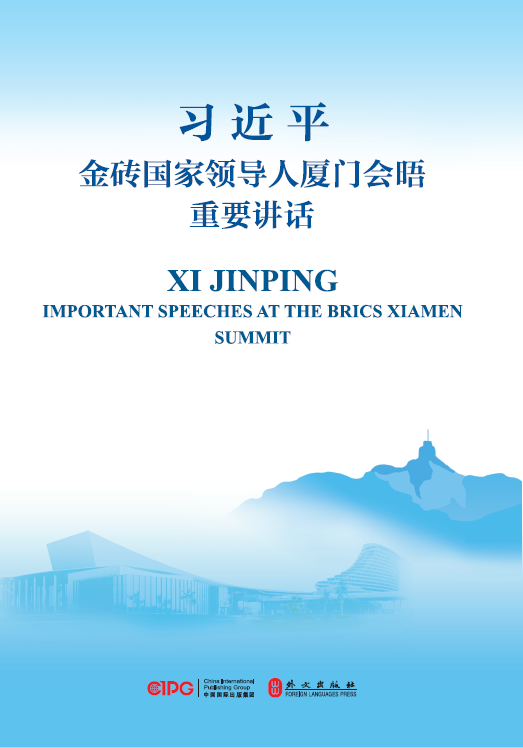 习近平
金砖国家领导人厦门会晤
重要讲话
XI JINPING
IMPORTANT SPEECHES AT THE BRICS XIAMEN
SUMMIT
CIPG
China International
Publishing Group
中国国际出版集团
外文出版社
FOREIGN LANGUAGES PRESS